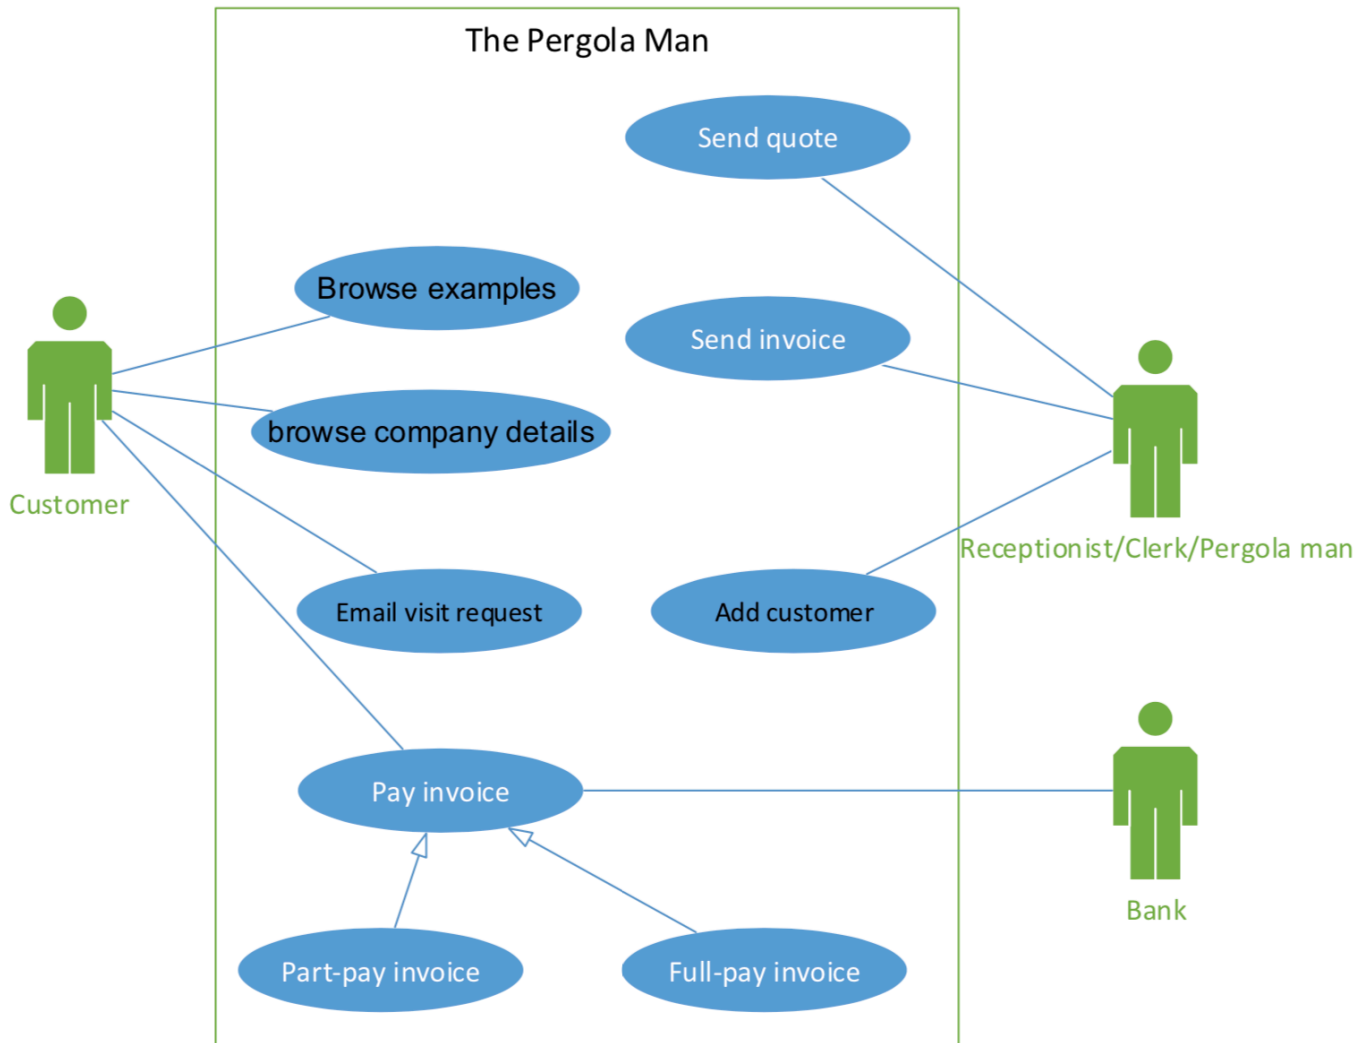 The Pergola Man
Send quote
Browse examples
Send invoice
browse company details
Customer
Receptionist/Clerk/Pergola man
Email visit request
Add customer
Pay invoice
Bank
Part-pay invoice
Full-pay invoice